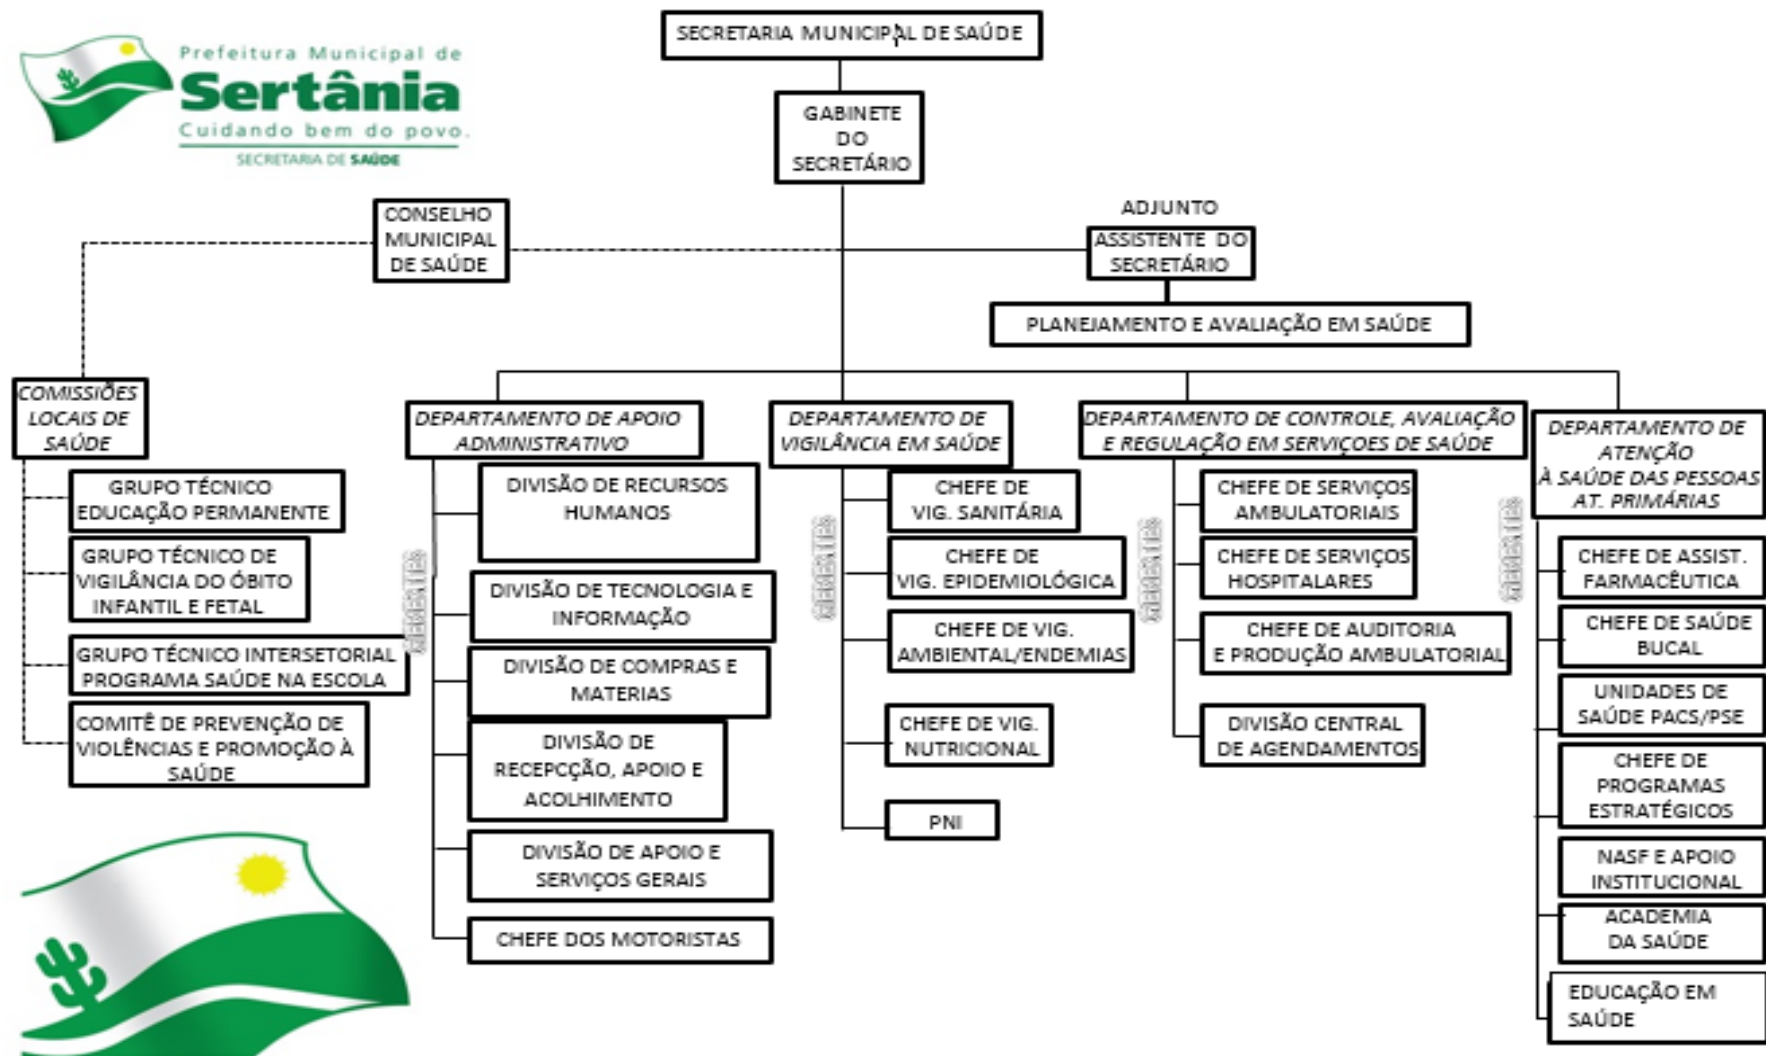 Prefeitura Municipal de
Sertânia
Cuidando bem do povo.
SECRETARIA DE SAÚDE
SECRETARIA MUNICIPAL DE SAÚDE
GABINETE
DO
SECRETÁRIO
CONSELHO
MUNICIPAL
DE SAÚDE
ADJUNTO
ASSISTENTE DO
SECRETÁRIO
PLANEJAMENTO E AVALIAÇÃO EM SAÚDE
COMISSIÕES
LOCAIS DE
SAÚDE
GRUPO TÉCNICO
EDUCAÇÃO PERMANENTE
GRUPO TÉCNICO DE
VIGILÂNCIA DO ÓBITO
INFANTIL E FETAL
GRUPO TÉCNICO INTERSETORIAL
PROGRAMA SAÚDE NA ESCOLA
COMITÊ DE PREVENÇÃO DE
VIOLÊNCIAS E PROMOÇÃO À
SAÚDE
DEPARTAMENTO DE APOIO
ADMINISTRATIVO
GERENTES
DIVISÃO DE RECURSOS
HUMANOS
DIVISÃO DE TECNOLOGIA E
INFORMAÇÃO
DIVISÃO DE COMPRAS E
MATERIAS
DIVISÃO DE
RECEPCÇÃO, APOIO E
ACOLHIMENTO
DIVISÃO DE APOIO E
SERVIÇOS GERAIS
CHEFE DOS MOTORISTAS
DEPARTAMENTO DE
VIGILÂNCIA EM SAÚDE
GERENTES
CHEFE DE
VIG. SANITÁRIA
CHEFE DE
VIG. EPIDEMIOLÓGICA
CHEFE DE VIG.
AMBIENTAL/ENDEMIAS
CHEFE DE VIG.
NUTRICIONAL
PNI
DEPARTAMENTO DE CONTROLE, AVALIAÇÃO
E REGULAÇÃO EM SERVIÇOES DE SAÚDE
GERENTES
CHEFE DE SERVIÇOS
AMBULATORIAIS
CHEFE DE SERVIÇOS
HOSPITALARES
CHEFE DE AUDITORIA
E PRODUÇÃO AMBULATORIAL
DIVISÃO CENTRAL
DE AGENDAMENTOS
DEPARTAMENTO DE
ATENÇÃO
À SAÚDE DAS PESSOAS
AT. PRIMÁRIAS
GERENTES
CHEFE DE ASSIST.
FARMACÊUTICA
CHEFE DE SAÚDE
BUCAL
UNIDADES DE
SAÚDE PACS/PSE
CHEFE DE
PROGRAMAS
ESTRATÉGICOS
NASF E APOIO
INSTITUCIONAL
ACADEMIA
DA SAÚDE
EDUCAÇÃO EM
SAÚDE